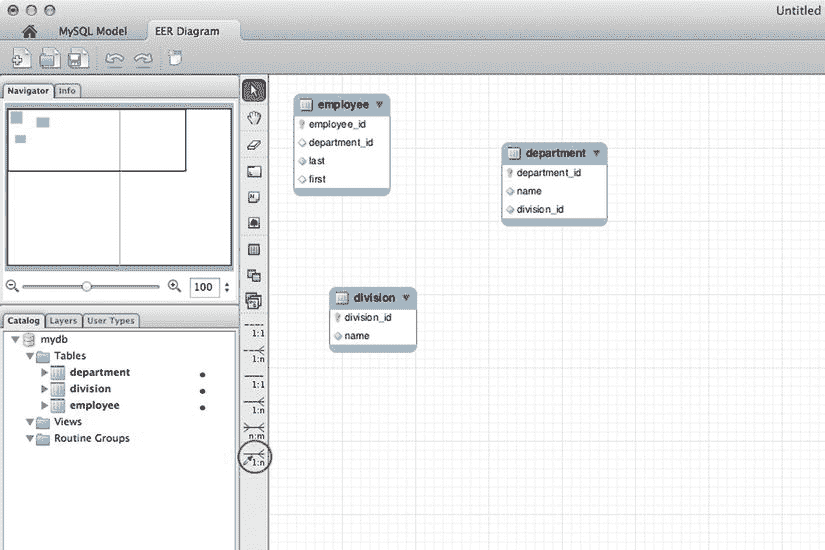 Untitled
MySQL Model
EER Diagram
Navigator
Info
100
Catalog
Layers
User Types
mydb
Tables
department
division
employee
Views
Routine Groups
1:1
1:n
1:1
1:n
n:m
1:n
employee
employee_id
department_id
last
first
department
department_id
name
division_id
division
division_id
name